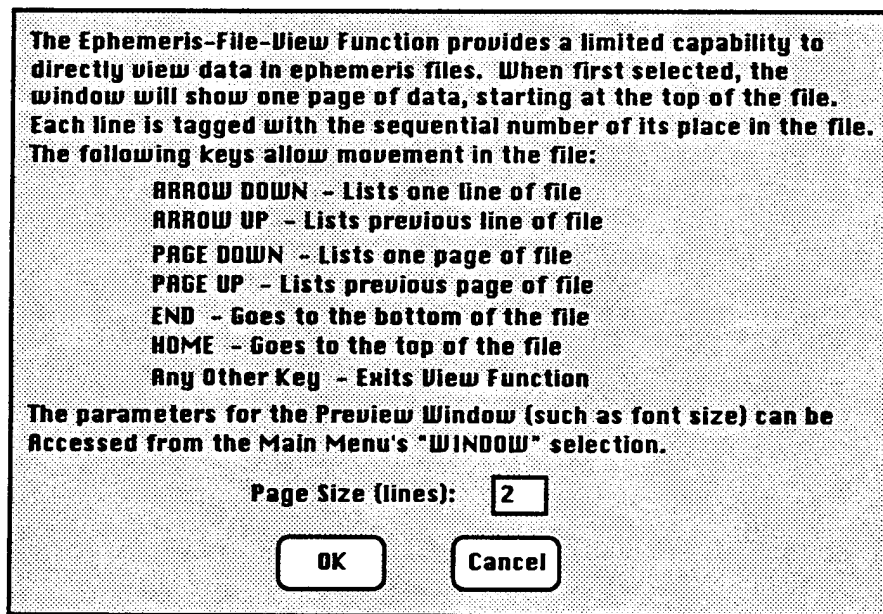 The Ephemeris-File-View Function provides a limited capability to
directly view data in ephemeris files. When first selected, the
window will show one page of data, starting at the top of the file.
Each line is tagged with the sequential number of its place in the file.
The following keys allow movement in the file:
ARROW DOWN - Lists one line of file
ARROW UP - Lists previous line of file
PAGE DOWN - Lists one page of file
PAGE UP - Lists previous page of file
END - Goes to the bottom of the file
HOME - Goes to the top of the file
Any Other Key - Exits View Function
The parameters for the Preview Window (such as font size) can be
Accessed from the Main Menu's "WINDOW" selection.
Page Size (lines): 2
OK Cancel